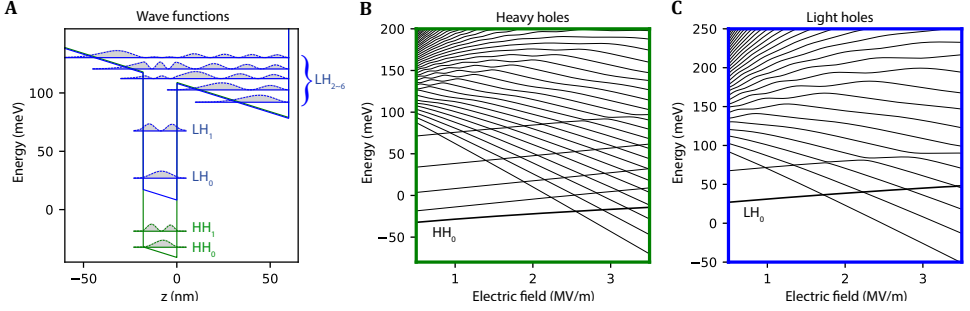 A
Wave functions
Energy (meV)
100
50
0
−50
0
50
z (nm)
LH2−6
LH1
LH0
HH1
HH0
B
Heavy holes
Energy (meV)
200
150
100
50
0
−50
1
2
3
Electric field (MV/m)
HH0
C
Light holes
Energy (meV)
250
200
150
100
50
0
−50
1
2
3
Electric field (MV/m)
LH0